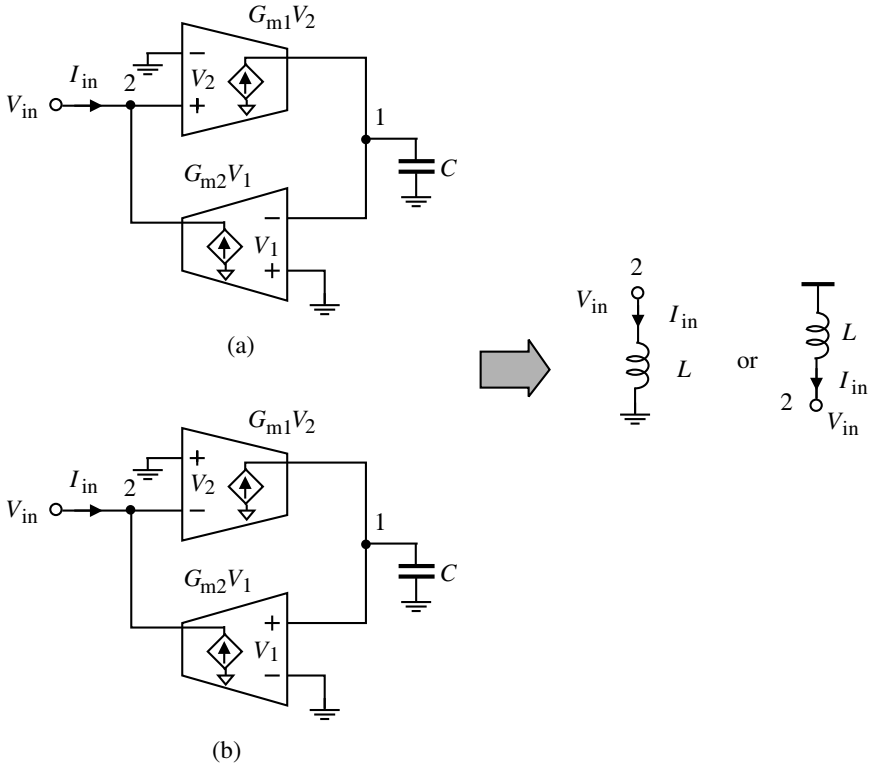 G_m1V_2
−
I_in
2
V_2
V_in
+
1
G_m2V_1
C
−
V_1
+
(a)
2
V_in
I_in
L
or
L
I_in
2
V_in
G_m1V_2
+
I_in
2
V_2
V_in
−
1
G_m2V_1
C
+
V_1
−
(b)